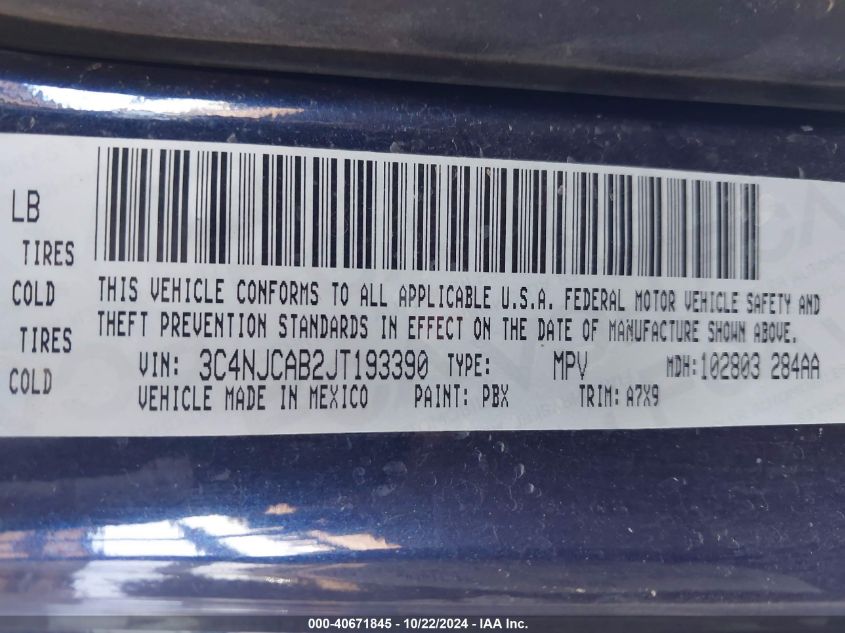 LB
TIRES
COLD
TIRES
COLD
THIS VEHICLE CONFORMS TO ALL APPLICABLE U.S.A. FEDERAL MOTOR VEHICLE SAFETY AND
THEFT PREVENTION STANDARDS IN EFFECT ON THE DATE OF MANUFACTURE SHOWN ABOVE.
VIN: 3C4NJCAB2JT193390 TYPE: MPV MDH:102803 284AA
VEHICLE MADE IN MEXICO PAINT: PBX TRIM: A7X9
000-40671845 - 10/22/2024 - IAA Inc.